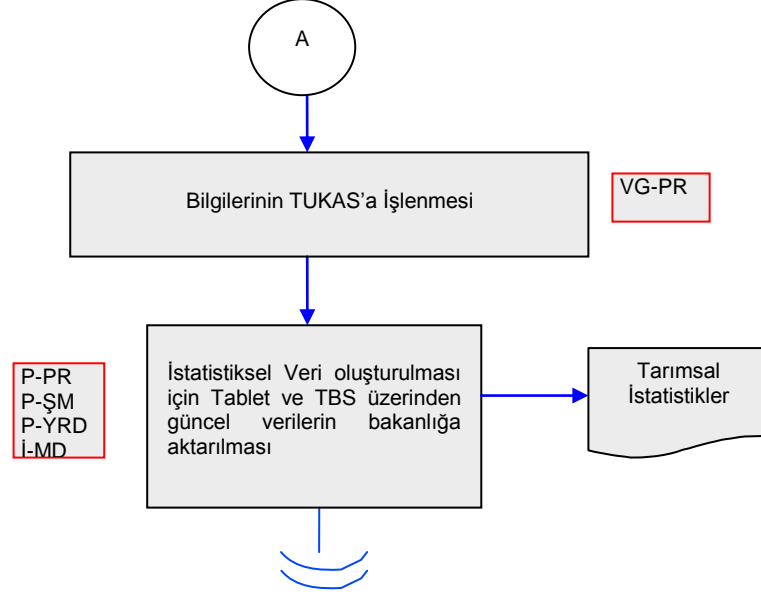 A
Bilgilerinin TUKAS’a İşlenmesi
VG-PR
P-PR
P-ŞM
P-YRD
İ-MD
İstatistiksel Veri oluşturulması
için Tablet ve TBS üzerinden
güncel verilerin bakanlığa
aktarılması
Tarımsal
İstatistikler